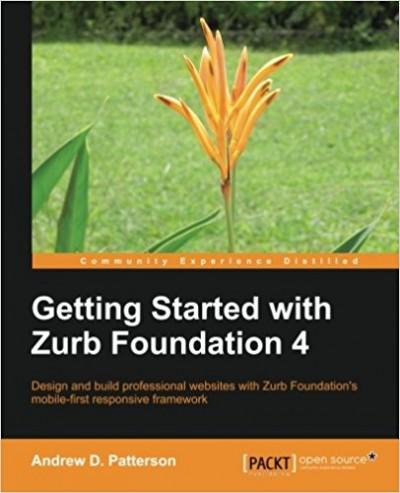 Community Experience Distilled
Getting Started with
Zurb Foundation 4
Design and build professional websites with Zurb Foundation's
mobile-first responsive framework
Andrew D. Patterson
[PACKT] open source*
PUBLISHING